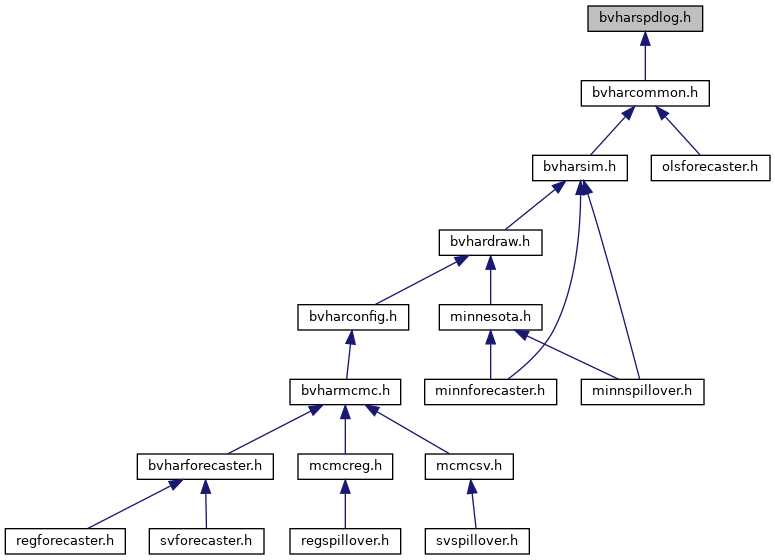 bvharspdlog.h
bvharcommon.h
bvharsim.h
olsforecaster.h
bvhardraw.h
bvharconfig.h
minnesota.h
bvharmcmc.h
minnforecaster.h
minnspillover.h
bvharforecaster.h
mcmcreg.h
mcmcsv.h
regforecaster.h
svforecaster.h
regspillover.h
svspillover.h